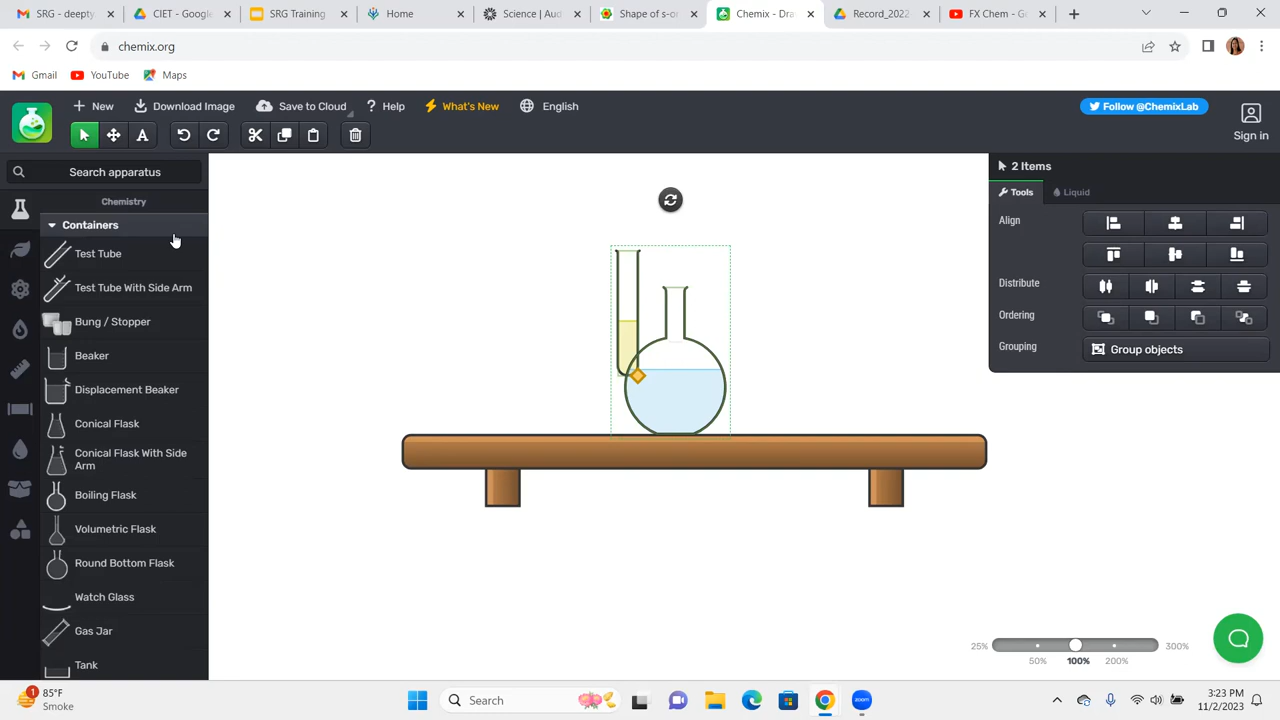 SRG - deepty
CIET - Google
SRG Training
Home
Science | Aud
Shape of s-or
Chemix - Dra
Record_2022-
FX Chem - Go
chemix.org
Gmail
YouTube
Maps
New
Download Image
Save to Cloud
Help
What's New
English
Follow @ChemixLab
A
Sign in
Search apparatus
2 Items
Tools
Liquid
Chemistry
Containers
Align
Test Tube
Test Tube With Side Arm
Distribute
Bung / Stopper
Ordering
Beaker
Grouping
Group objects
Displacement Beaker
Conical Flask
Conical Flask With Side
Arm
Boiling Flask
Volumetric Flask
Round Bottom Flask
Watch Glass
Gas Jar
Tank
25%
300%
50%
100%
200%
1
85°F
Smoke
Search
zoom
3:23 PM
11/2/2023